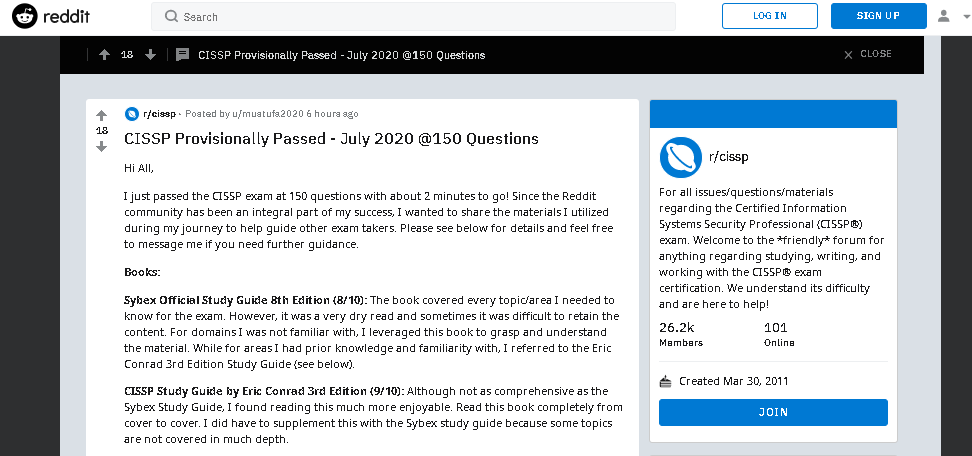 reddit
Search
LOG IN
SIGN UP
18
CISSP Provisionally Passed - July 2020 @150 Questions
CLOSE
18
r/cissp · Posted by u/mustufa2020 6 hours ago
CISSP Provisionally Passed - July 2020 @150 Questions
Hi All,
I just passed the CISSP exam at 150 questions with about 2 minutes to go! Since the Reddit
community has been an integral part of my success, I wanted to share the materials I utilized
during my journey to help guide other exam takers. Please see below for details and feel free
to message me if you need further guidance.
Books:
Sybex Official Study Guide 8th Edition (8/10): The book covered every topic/area I needed to
know for the exam. However, it was a very dry read and sometimes it was difficult to retain the
content. For domains I was not familiar with, I leveraged this book to grasp and understand
the material. While for areas I had prior knowledge and familiarity with, I referred to the Eric
Conrad 3rd Edition Study Guide (see below).
CISSP Study Guide by Eric Conrad 3rd Edition (9/10): Although not as comprehensive as the
Sybex Study Guide, I found reading this much more enjoyable. Read this book completely from
cover to cover. I did have to supplement this with the Sybex study guide because some topics
are not covered in much depth.
r/cissp
For all issues/questions/materials
regarding the Certified Information
Systems Security Professional (CISSP®)
exam. Welcome to the *friendly* forum for
anything regarding studying, writing, and
working with the CISSP® exam
certification. We understand its difficulty
and are here to help!
26.2k
Members
101
Online
Created Mar 30, 2011
JOIN